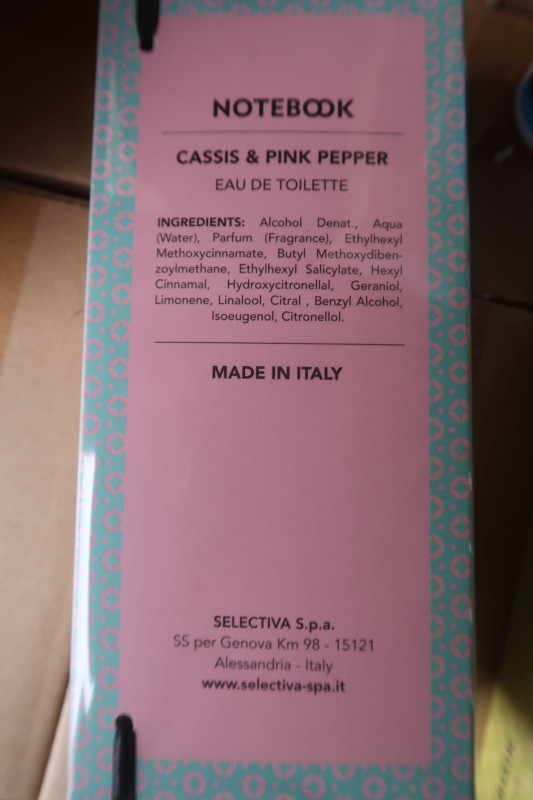 NOTEBOOK
CASSIS & PINK PEPPER
EAU DE TOILETTE
INGREDIENTS: Alcohol Denat., Aqua
(Water), Parfum (Fragrance), Ethylhexyl
Methoxycinnamate, Butyl Methoxydiben-
zoylmethane, Ethylhexyl Salicylate, Hexyl
Cinnamal, Hydroxycitronellal, Geraniol,
Limonene, Linalool, Citral , Benzyl Alcohol,
Isoeugenol, Citronellol.
MADE IN ITALY
SELECTIVA S.p.a.
SS per Genova Km 98 - 15121
Alessandria - Italy
www.selectiva-spa.it